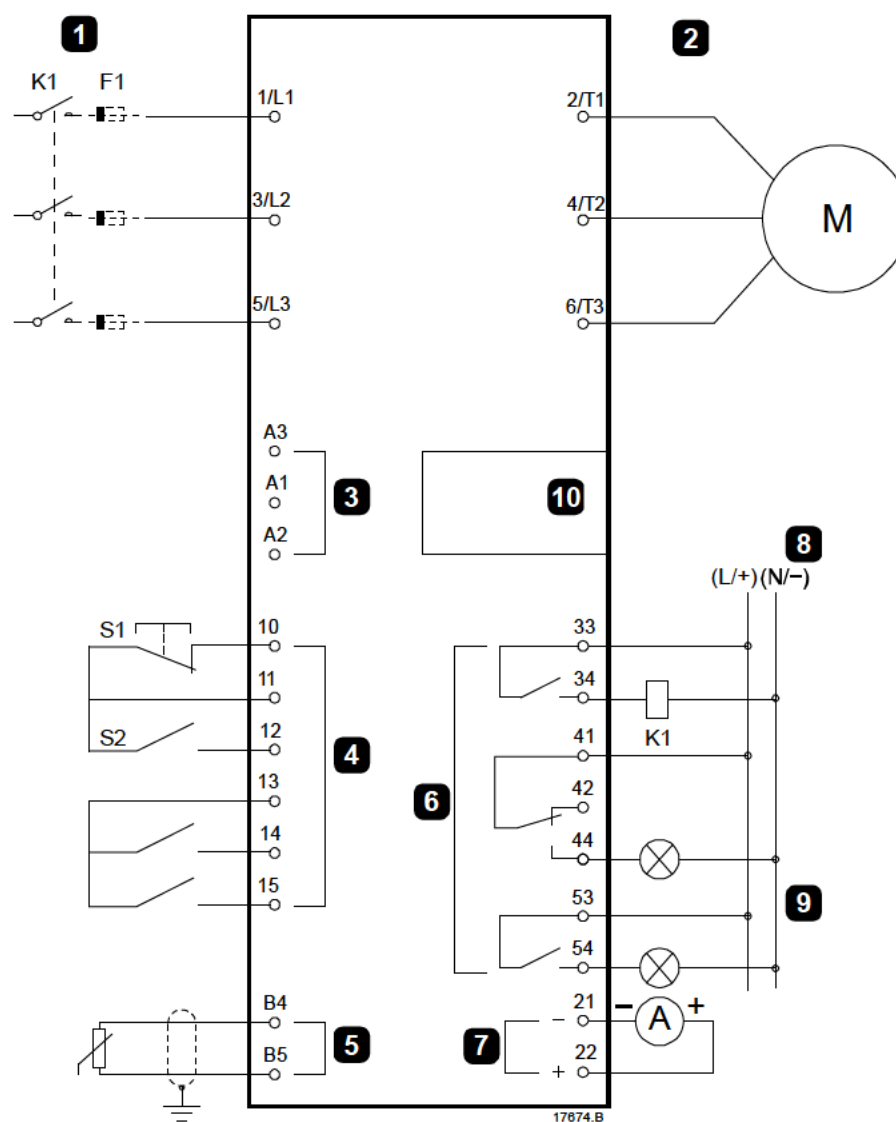 1 2
K1 F1
1/L1 2/T1
M
3/L2 4/T2
5/L3 6/T3
A3
A1 3 10
A2
8
(L/+) (N/−)
S1 10 33
11 34
K1
S2 12 41
4
13 6 42
14 44
15 53
9
54
B4 21 − A +
5 7 −
B5 22
+
17674.B